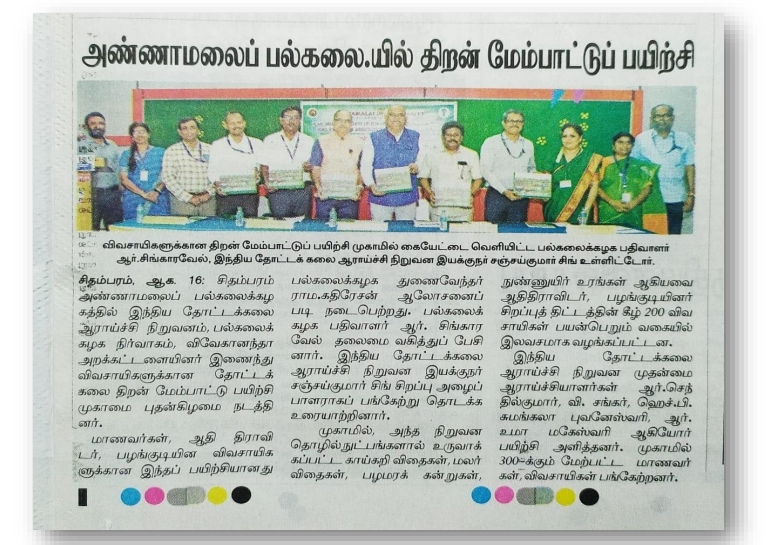 அண்ணாமலைப் பல்கலை.யில் திறன் மேம்பாட்டுப் பயிற்சி
விவசாயிகளுக்கான திறன் மேம்பாட்டுப் பயிற்சி முகாமில் கையேட்டை வெளியிட்ட பல்கலைக்கழக பதிவாளர்
ஆர்.சிங்காரவேல், இந்திய தோட்டக் கலை ஆராய்ச்சி நிறுவன இயக்குநர் சஞ்சய்குமார் சிங் உள்ளிட்டோர்.
சிதம்பரம், ஆக. 16: சிதம்பரம்
அண்ணாமலைப் பல்கலைக்கழ
கத்தில் இந்திய தோட்டக்கலை
ஆராய்ச்சி நிறுவனம், பல்கலைக்
கழக நிர்வாகம், விவேகானந்தா
அறக்கட்டளையினர் இணைந்து
விவசாயிகளுக்கான தோட்டக்
கலை திறன் மேம்பாட்டு பயிற்சி
முகாமை புதன்கிழமை நடத்தி
னர்.
மாணவர்கள், ஆதி திராவி
டர், பழங்குடியின விவசாயிக
ளுக்கான இந்தப் பயிற்சியானது
பல்கலைக்கழக துணைவேந்தர்
ராம.கதிரேசன் ஆலோசனைப்
படி நடைபெற்றது. பல்கலைக்
கழக பதிவாளர் ஆர். சிங்கார
வேல் தலைமை வகித்துப் பேசி
னார். இந்திய தோட்டக்கலை
ஆராய்ச்சி நிறுவன இயக்குநர்
சஞ்சய்குமார் சிங் சிறப்பு அழைப்
பாளராகப் பங்கேற்று தொடக்க
உரையாற்றினார்.
முகாமில், அந்த நிறுவன
தொழில்நுட்பங்களால் உருவாக்
கப்பட்ட காய்கறி விதைகள், மலர்
விதைகள், பழமரக் கன்றுகள்,
நுண்ணுயிர் உரங்கள் ஆகியவை
ஆதிதிராவிடர், பழங்குடியினர்
சிறப்புத் திட்டத்தின் கீழ் 200 விவ
சாயிகள் பயன்பெறும் வகையில்
இலவசமாக வழங்கப்பட்டன.
இந்திய தோட்டக்கலை
ஆராய்ச்சி நிறுவன முதன்மை
ஆராய்ச்சியாளர்கள் ஆர்.செந்
தில்குமார், வி. சங்கர், ஹெச்.பி.
சுமங்கலா புவனேஸ்வரி, ஆர்.
உமா மகேஸ்வரி ஆகியோர்
பயிற்சி அளித்தனர். முகாமில்
300-க்கும் மேற்பட்ட மாணவர்
கள், விவசாயிகள் பங்கேற்றனர்.